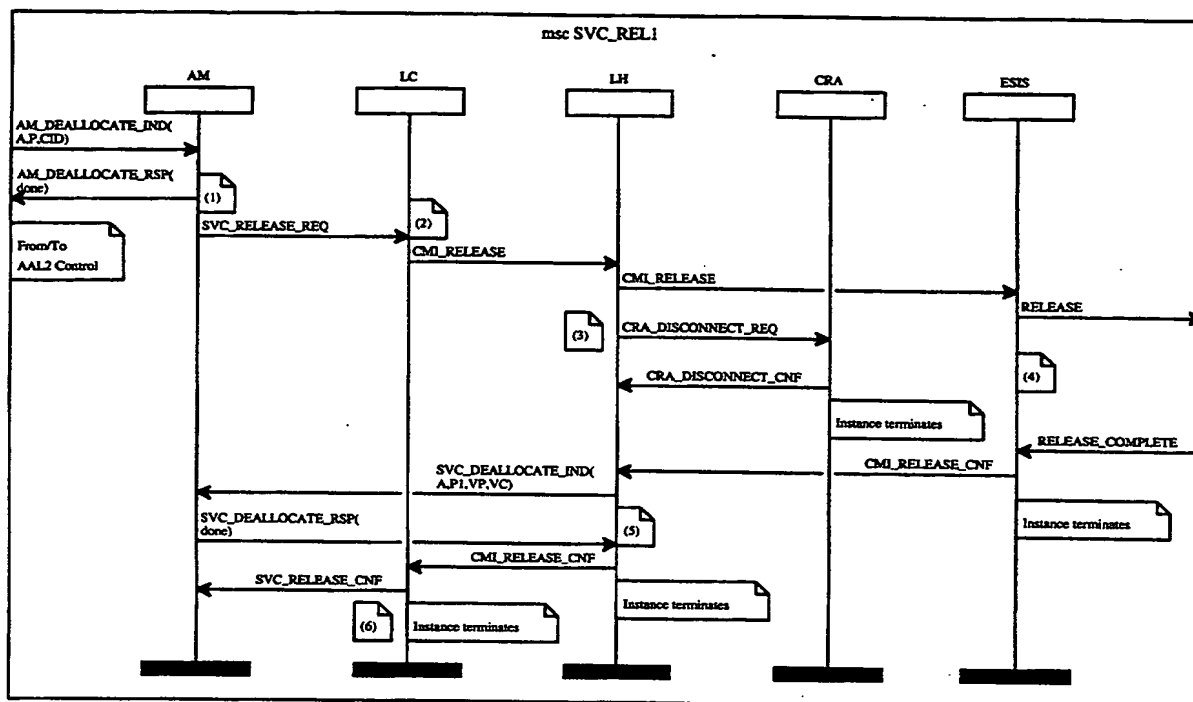 msc SVC_REL1
AM
LC
LH
CRA
ESIS
AM_DEALLOCATE_IND(
A,P,CID)
AM_DEALLOCATE_RSP(
done)
(1)
(2)
SVC_RELEASE_REQ
From/To
AAL2 Control
CMI_RELEASE
CMI_RELEASE
RELEASE
(3)
CRA_DISCONNECT_REQ
CRA_DISCONNECT_CNF
(4)
Instance terminates
RELEASE_COMPLETE
CMI_RELEASE_CNF
SVC_DEALLOCATE_IND(
A,P1,VP,VC)
SVC_DEALLOCATE_RSP(
done)
(5)
Instance terminates
CMI_RELEASE_CNF
SVC_RELEASE_CNF
Instance terminates
(6)
Instance terminates